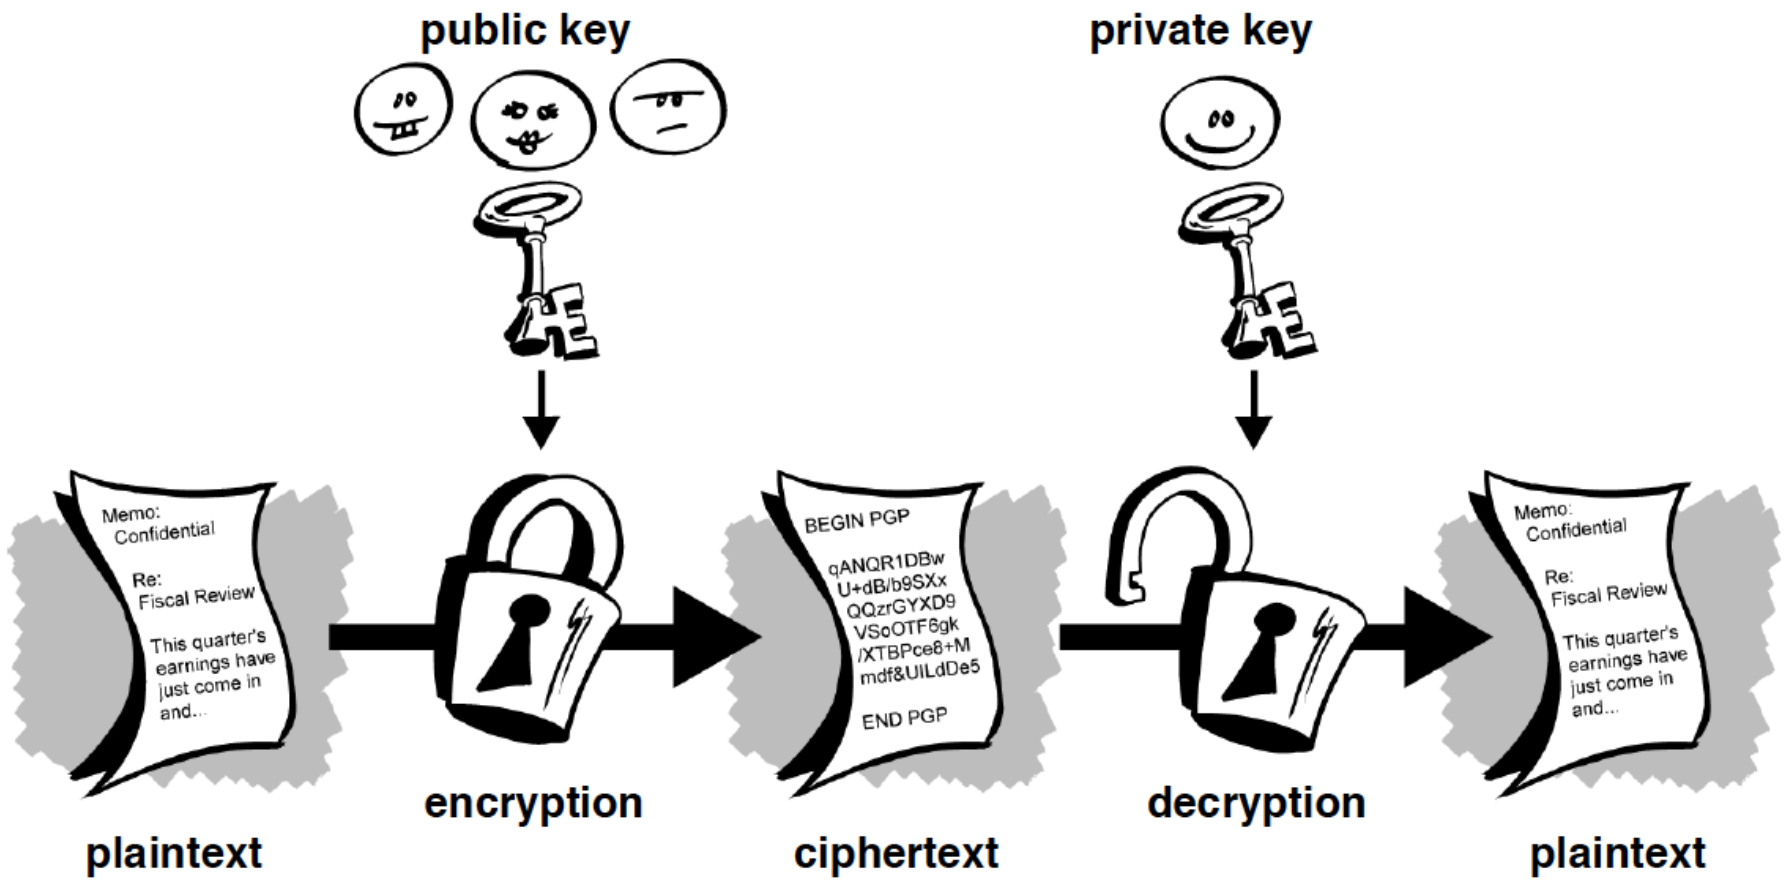 public key
private key
Memo:
Confidential
Re:
Fiscal Review
This quarter's
earnings have
just come in
and...
BEGIN PGP
qANQR1DBw
U+dB/b9SXx
QQzrGYXD9
VSoOTF6gk
/XTBPce8+M
mdf&UILdDe5
END PGP
Memo:
Confidential
Re:
Fiscal Review
This quarter's
earnings have
just come in
and...
encryption
decryption
plaintext
ciphertext
plaintext